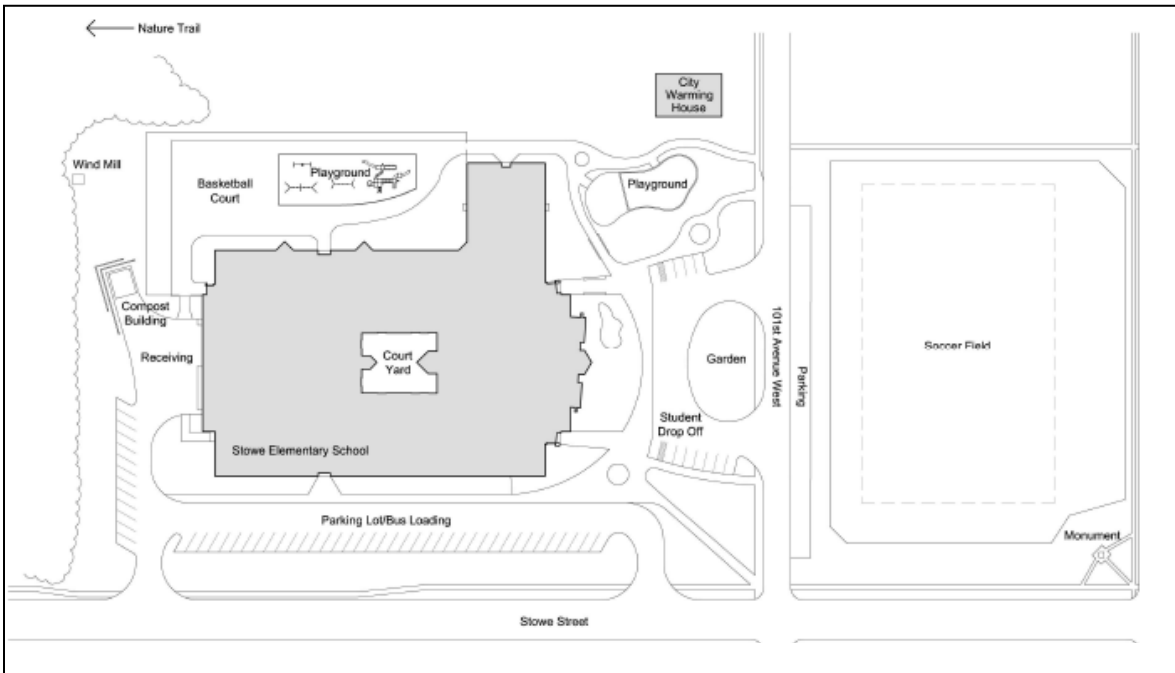 Nature Trail
City
Warming
House
Wind Mill
Playground
Basketball
Court
Playground
Compost
Building
Receiving
Court
Yard
Garden
101st Avenue West
Parking
Soccer Field
Student
Drop Off
Stowe Elementary School
Parking Lot/Bus Loading
Monument
Stowe Street